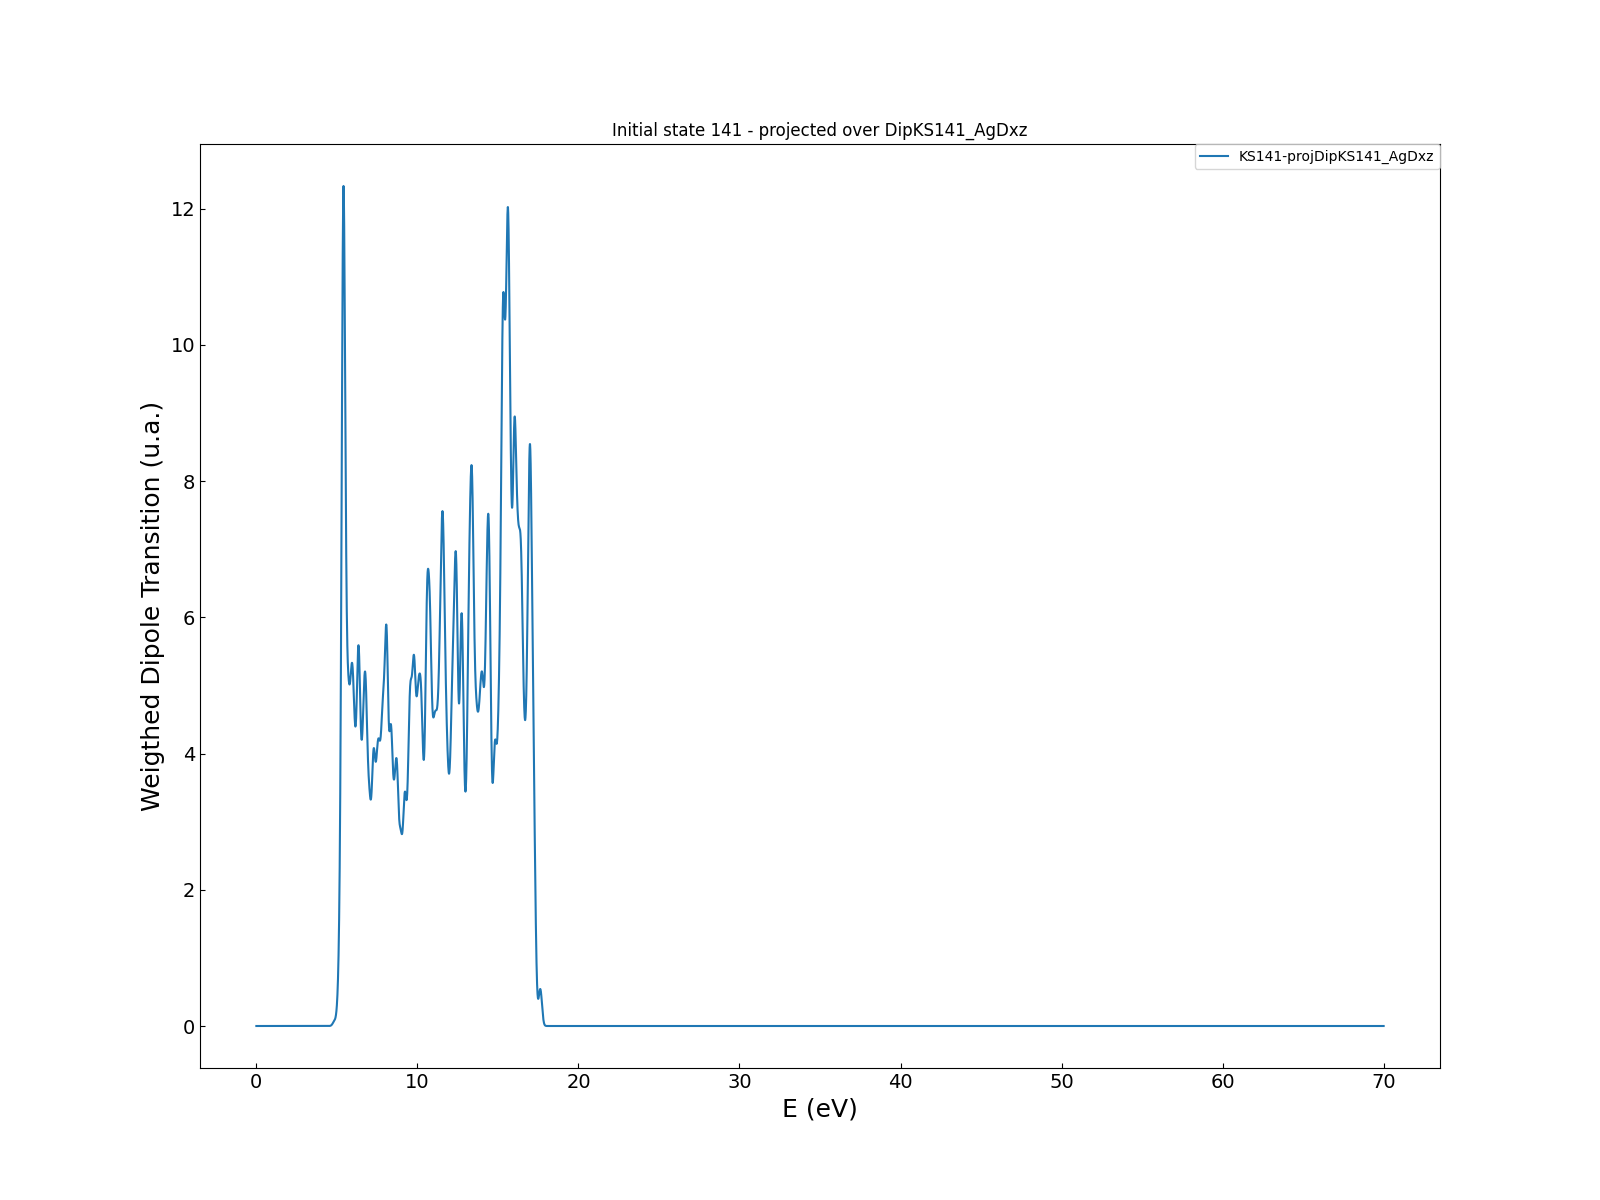 Initial state 141 - projected over DipKS141_AgDxz
KS141-projDipKS141_AgDxz
Weigthed Dipole Transition (u.a.)
12
10
8
6
4
2
0
0 10 20 30 40 50 60 70
E (eV)